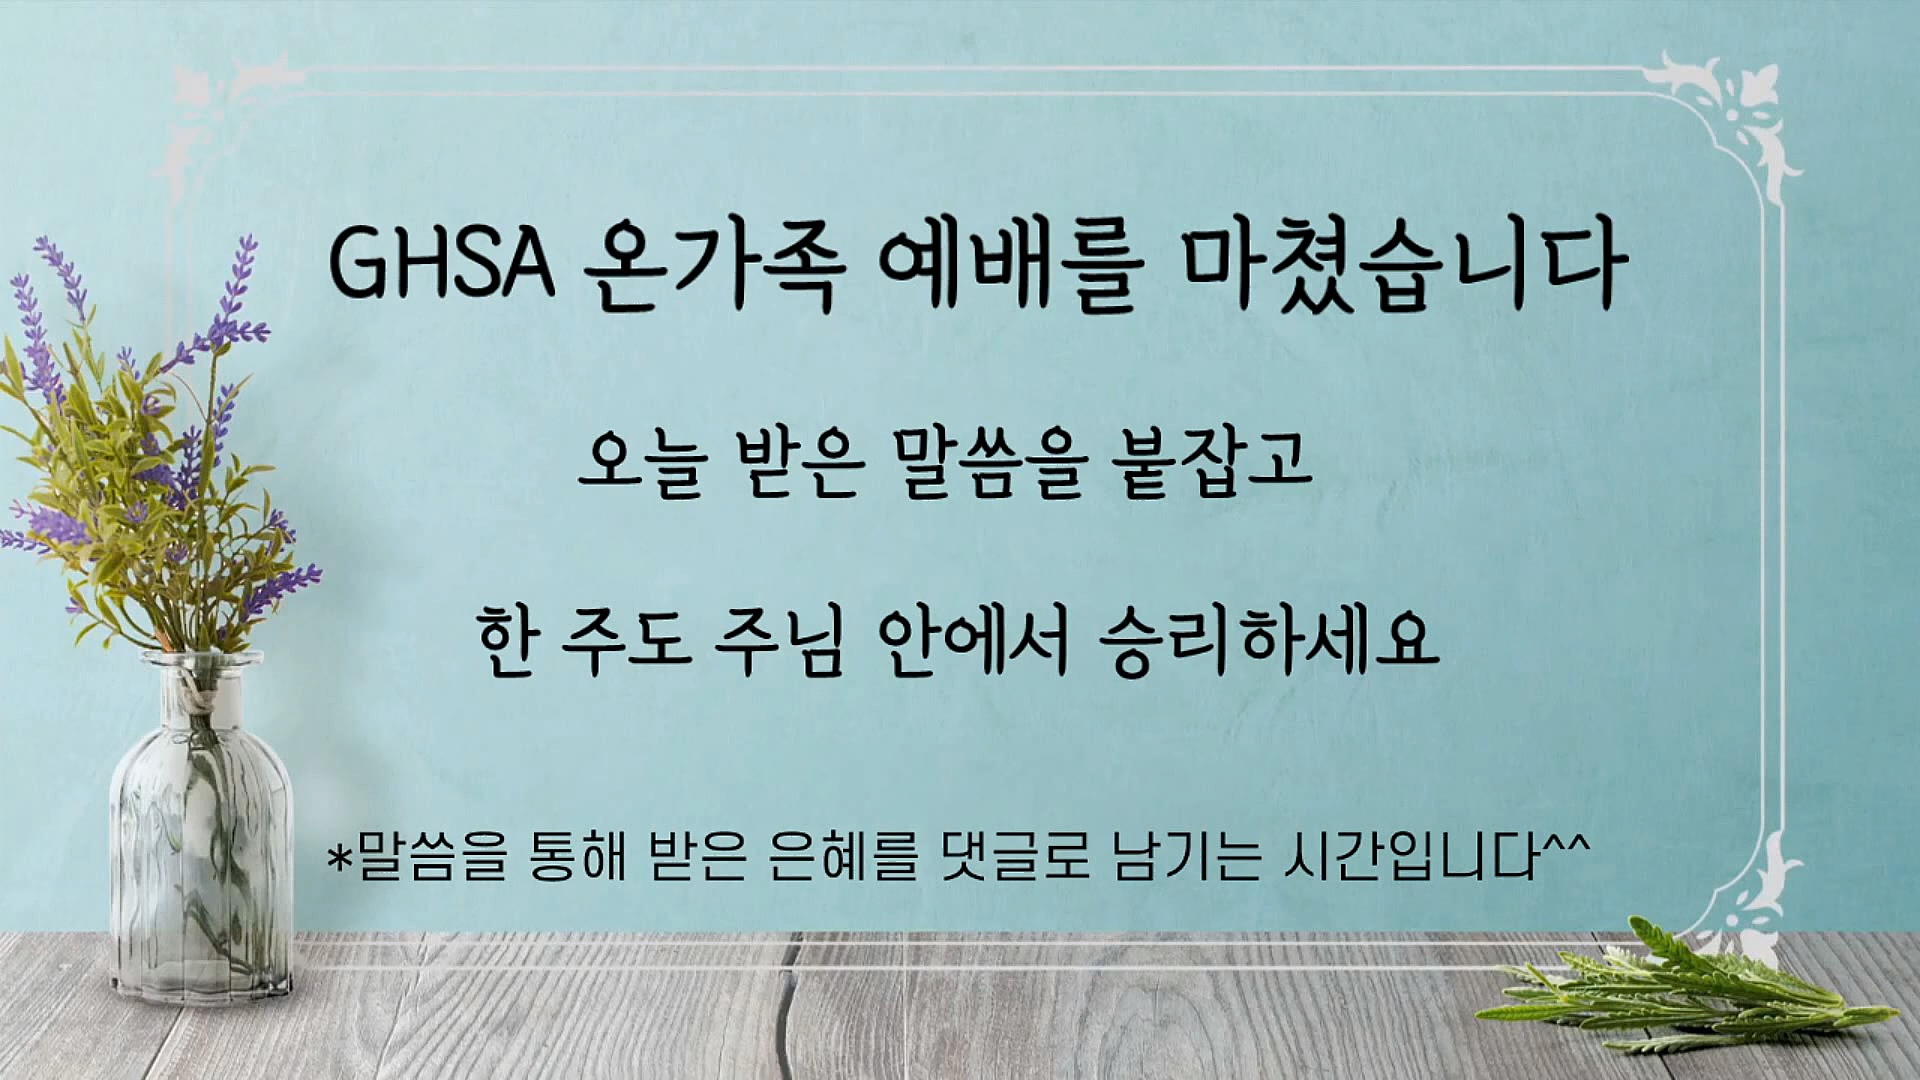 GHSA 온가족 예배를 마쳤습니다
오늘 받은 말씀을 붙잡고
한 주도 주님 안에서 승리하세요
*말씀을 통해 받은 은혜를 댓글로 남기는 시간입니다^^